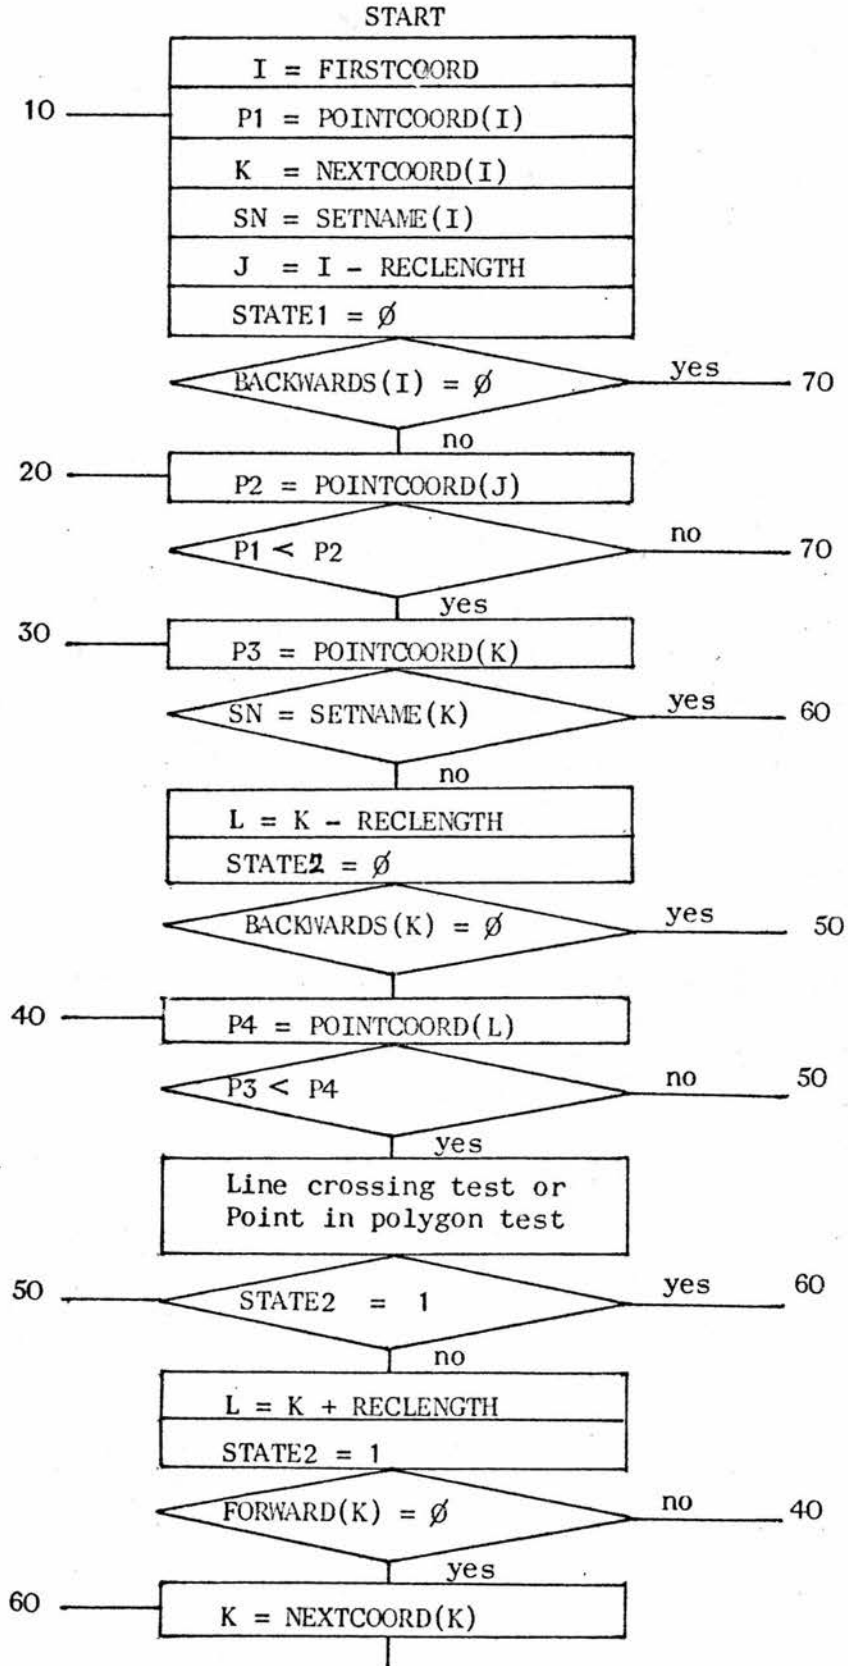 START
I = FIRSTCOORD
10
P1 = POINTCOORD(I)
K = NEXTCOORD(I)
SN = SETNAME(I)
J = I - RECLENGTH
STATE1 = Ø
BACKWARDS(I) = Ø
yes
70
no
20
P2 = POINTCOORD(J)
P1 < P2
no
70
yes
30
P3 = POINTCOORD(K)
SN = SETNAME(K)
yes
60
no
L = K - RECLENGTH
STATE2 = Ø
BACKWARDS(K) = Ø
yes
50
40
P4 = POINTCOORD(L)
P3 < P4
no
50
yes
Line crossing test or
Point in polygon test
50
STATE2 = 1
yes
60
no
L = K + RECLENGTH
STATE2 = 1
FORWARD(K) = Ø
no
40
yes
60
K = NEXTCOORD(K)